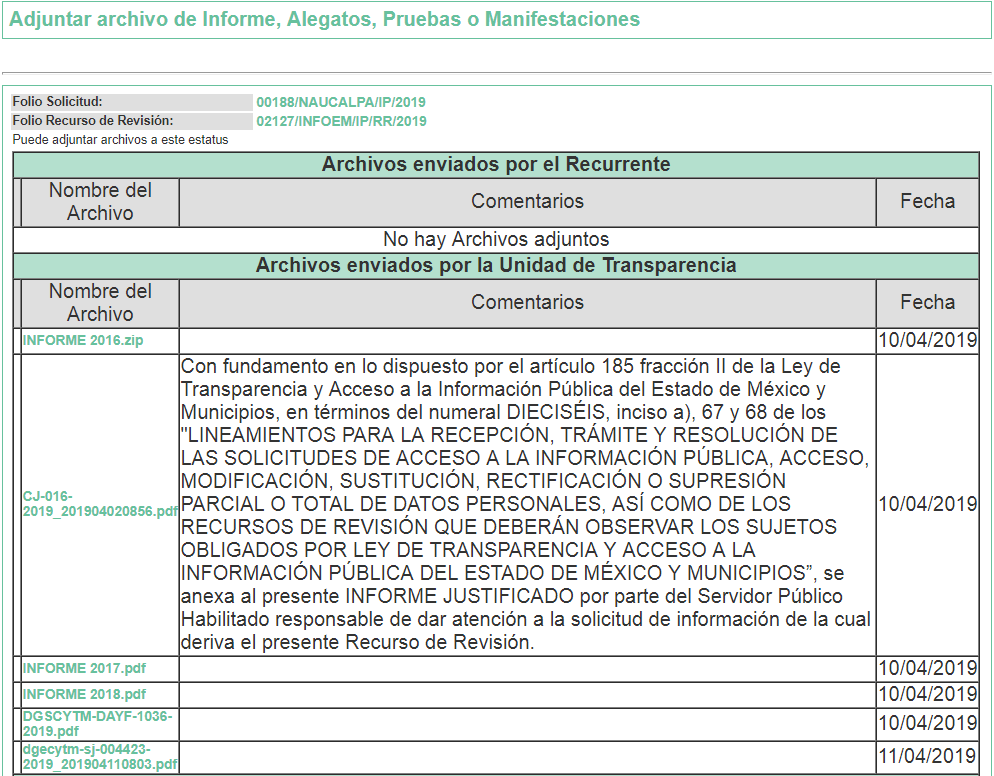 Adjuntar archivo de Informe, Alegatos, Pruebas o Manifestaciones
Folio Solicitud: 00188/NAUCALPA/IP/2019
Folio Recurso de Revisión: 02127/INFOEM/IP/RR/2019
Puede adjuntar archivos a este estatus
Archivos enviados por el Recurrente
Nombre del
Archivo
Comentarios
Fecha
No hay Archivos adjuntos
Archivos enviados por la Unidad de Transparencia
Nombre del
Archivo
Comentarios
Fecha
INFORME 2016.zip
10/04/2019
CJ-016-
2019_201904020856.pdf
Con fundamento en lo dispuesto por el artículo 185 fracción II de la Ley de
Transparencia y Acceso a la Información Pública del Estado de México y
Municipios, en términos del numeral DIECISÉIS, inciso a), 67 y 68 de los
"LINEAMIENTOS PARA LA RECEPCIÓN, TRÁMITE Y RESOLUCIÓN DE
LAS SOLICITUDES DE ACCESO A LA INFORMACIÓN PÚBLICA, ACCESO,
MODIFICACIÓN, SUSTITUCIÓN, RECTIFICACIÓN O SUPRESIÓN
PARCIAL O TOTAL DE DATOS PERSONALES, ASÍ COMO DE LOS
RECURSOS DE REVISIÓN QUE DEBERÁN OBSERVAR LOS SUJETOS
OBLIGADOS POR LEY DE TRANSPARENCIA Y ACCESO A LA
INFORMACIÓN PÚBLICA DEL ESTADO DE MÉXICO Y MUNICIPIOS”, se
anexa al presente INFORME JUSTIFICADO por parte del Servidor Público
Habilitado responsable de dar atención a la solicitud de información de la cual
deriva el presente Recurso de Revisión.
10/04/2019
INFORME 2017.pdf
10/04/2019
INFORME 2018.pdf
10/04/2019
DGSCYTM-DAYF-1036-
2019.pdf
10/04/2019
dgecytm-sj-004423-
2019_201904110803.pdf
11/04/2019